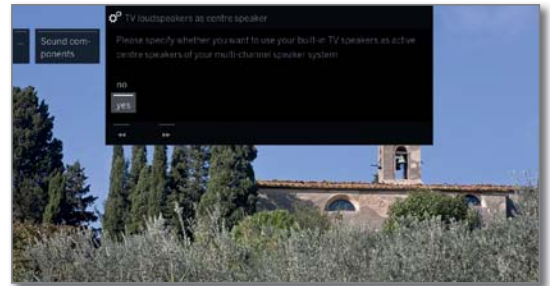 TV loudspeakers as centre speaker
...
Sound com-
ponents
Please specify whether you want to use your built-in TV speakers as active
centre speakers of your multi-channel speaker system
no
yes